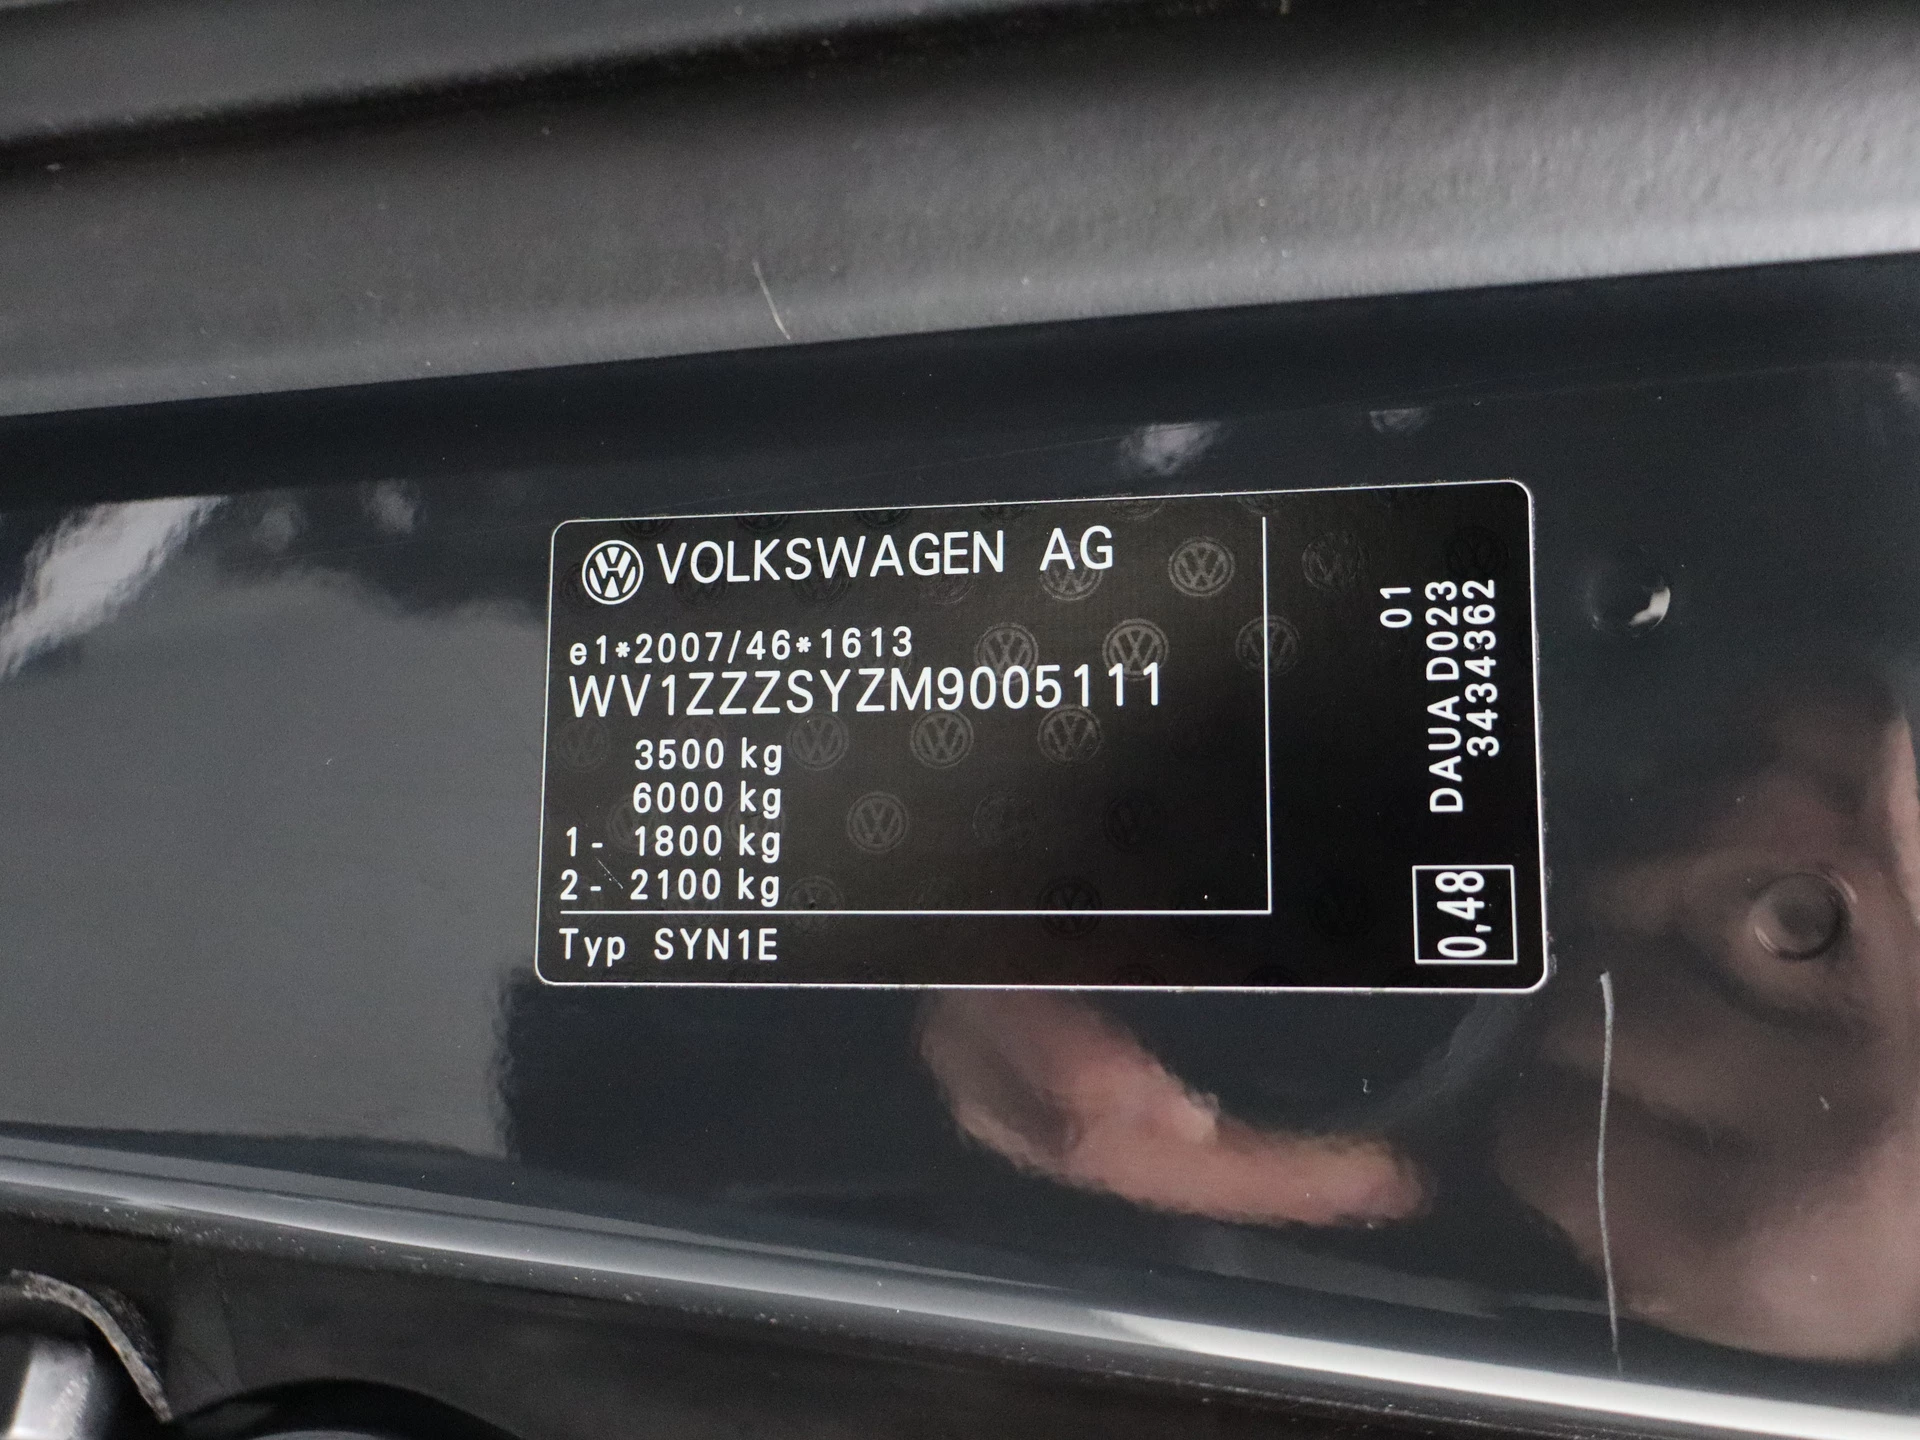 VOLKSWAGEN AG
e1*2007/46*1613
WV1ZZZSYZM9005111
3500 kg
6000 kg
1- 1800 kg
2- 2100 kg
Typ SYN1E
01
DAUA D023
3434362
0,48